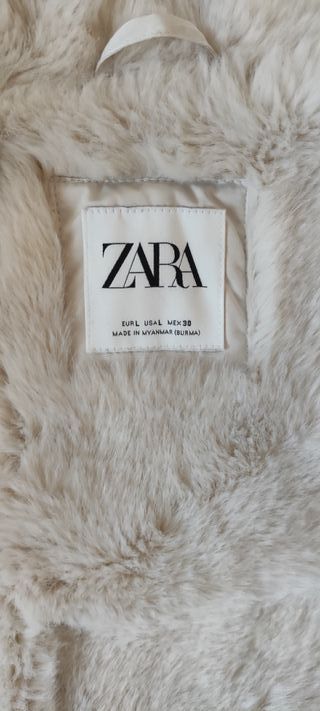 ZARA
EUR L USA L MEX 30
MADE IN MYANMAR (BURMA)